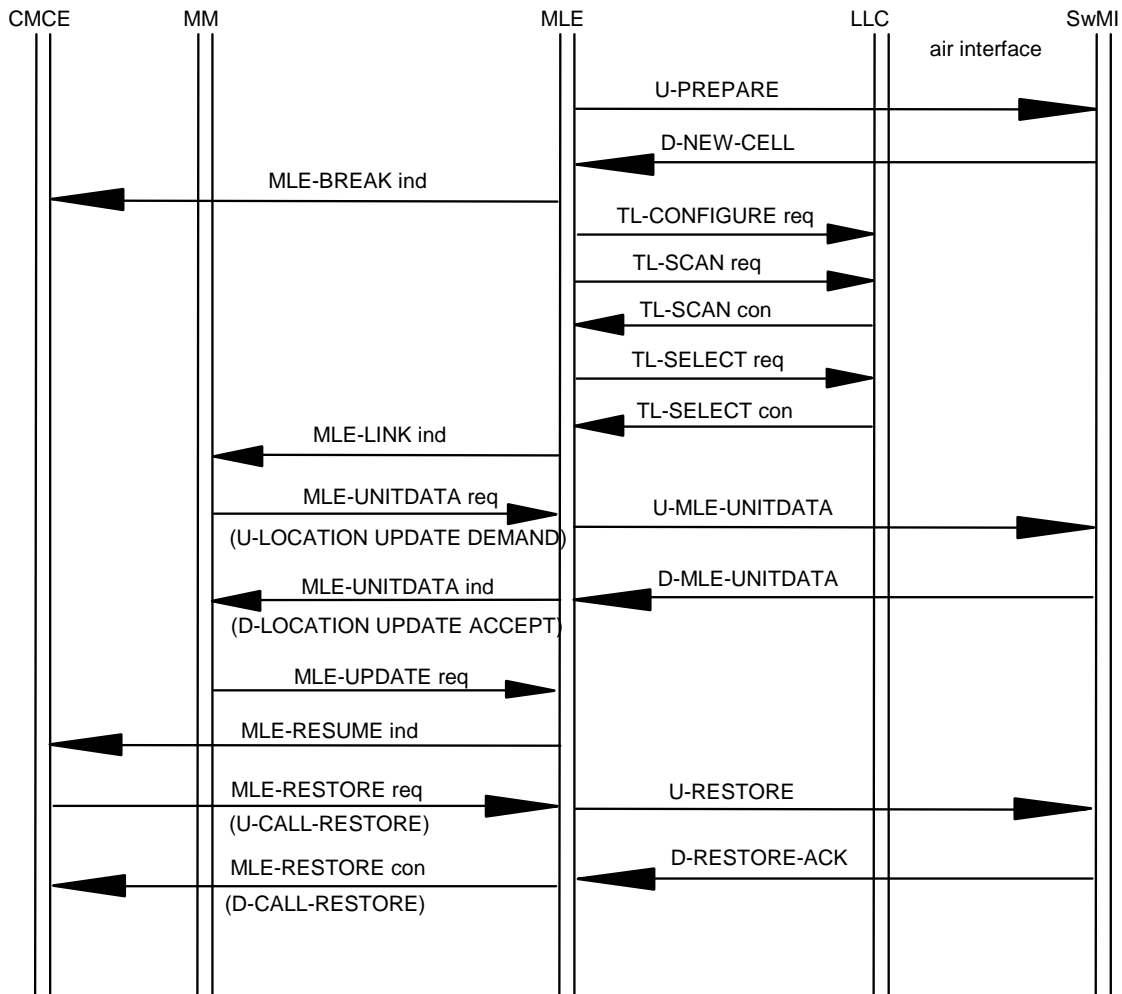 CMCE MM MLE LLC SwMI
air interface
U-PREPARE
D-NEW-CELL
MLE-BREAK ind
TL-CONFIGURE req
TL-SCAN req
TL-SCAN con
TL-SELECT req
TL-SELECT con
MLE-LINK ind
MLE-UNITDATA req
U-MLE-UNITDATA
(U-LOCATION UPDATE DEMAND)
D-MLE-UNITDATA
MLE-UNITDATA ind
(D-LOCATION UPDATE ACCEPT)
MLE-UPDATE req
MLE-RESUME ind
MLE-RESTORE req
U-RESTORE
(U-CALL-RESTORE)
D-RESTORE-ACK
MLE-RESTORE con
(D-CALL-RESTORE)